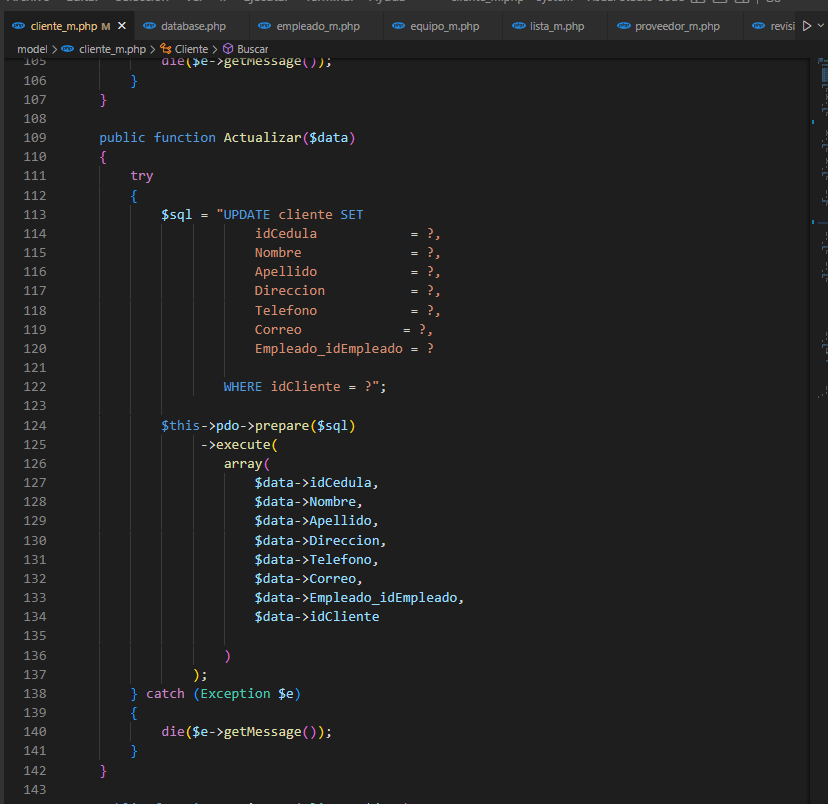 cliente_m.php M × database.php empleado_m.php equipo_m.php lista_m.php proveedor_m.php revisi
model > cliente_m.php > Cliente > Buscar
105 die($e->getMessage());
106 }
107 }
108
109 public function Actualizar($data)
110 {
111 try
112 {
113 $sql = "UPDATE cliente SET
114 idCedula = ?,
115 Nombre = ?,
116 Apellido = ?,
117 Direccion = ?,
118 Telefono = ?,
119 Correo = ?,
120 Empleado_idEmpleado = ?
121
122 WHERE idCliente = ?";
123
124 $this->pdo->prepare($sql)
125 ->execute(
126 array(
127 $data->idCedula,
128 $data->Nombre,
129 $data->Apellido,
130 $data->Direccion,
131 $data->Telefono,
132 $data->Correo,
133 $data->Empleado_idEmpleado,
134 $data->idCliente
135
136 )
137 );
138 } catch (Exception $e)
139 {
140 die($e->getMessage());
141 }
142 }
143